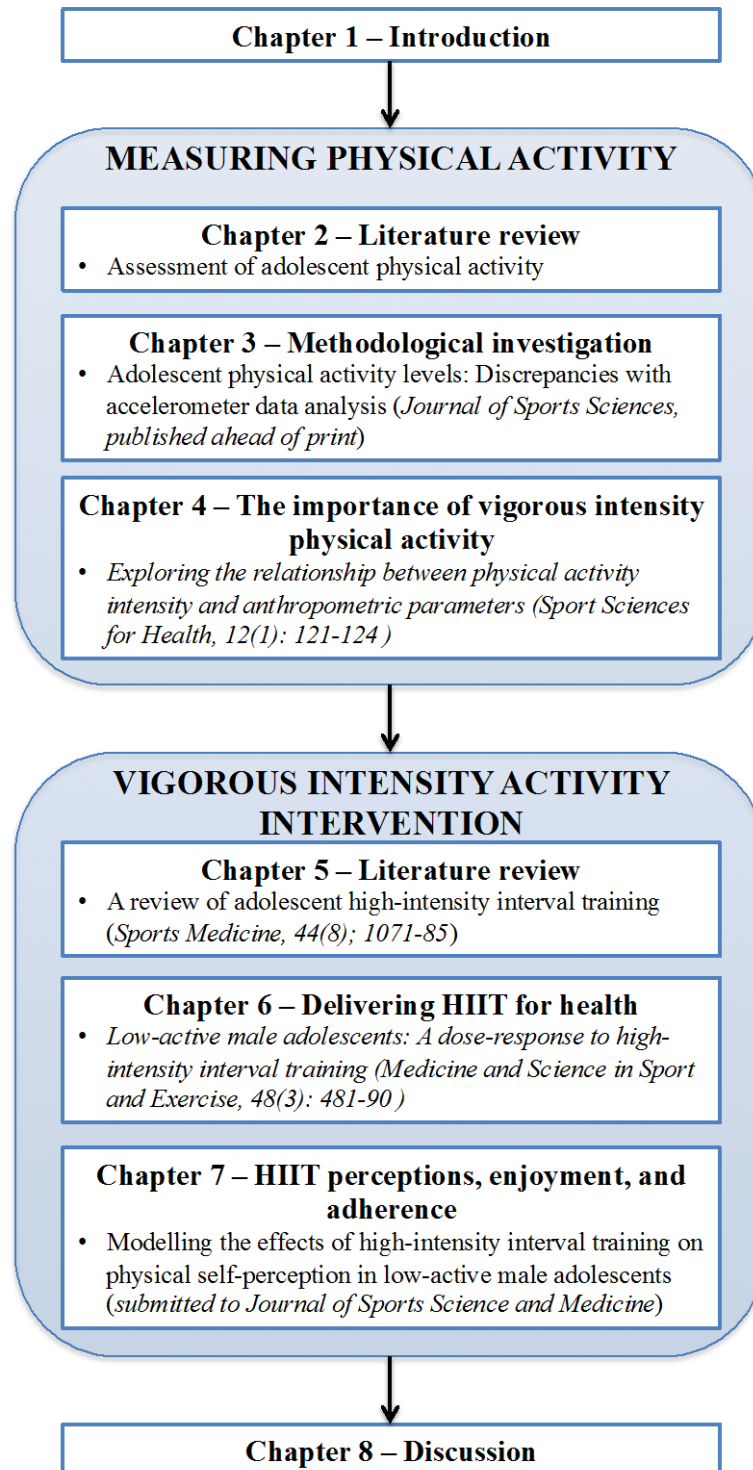 Chapter 1 – Introduction
MEASURING PHYSICAL ACTIVITY
Chapter 2 – Literature review
• Assessment of adolescent physical activity
Chapter 3 – Methodological investigation
• Adolescent physical activity levels: Discrepancies with
accelerometer data analysis (Journal of Sports Sciences,
published ahead of print)
Chapter 4 – The importance of vigorous intensity
physical activity
• Exploring the relationship between physical activity
intensity and anthropometric parameters (Sport Sciences
for Health, 12(1): 121-124 )
VIGOROUS INTENSITY ACTIVITY
INTERVENTION
Chapter 5 – Literature review
• A review of adolescent high-intensity interval training
(Sports Medicine, 44(8); 1071-85)
Chapter 6 – Delivering HIIT for health
• Low-active male adolescents: A dose-response to high-
intensity interval training (Medicine and Science in Sport
and Exercise, 48(3): 481-90 )
Chapter 7 – HIIT perceptions, enjoyment, and
adherence
• Modelling the effects of high-intensity interval training on
physical self-perception in low-active male adolescents
(submitted to Journal of Sports Science and Medicine)
Chapter 8 – Discussion